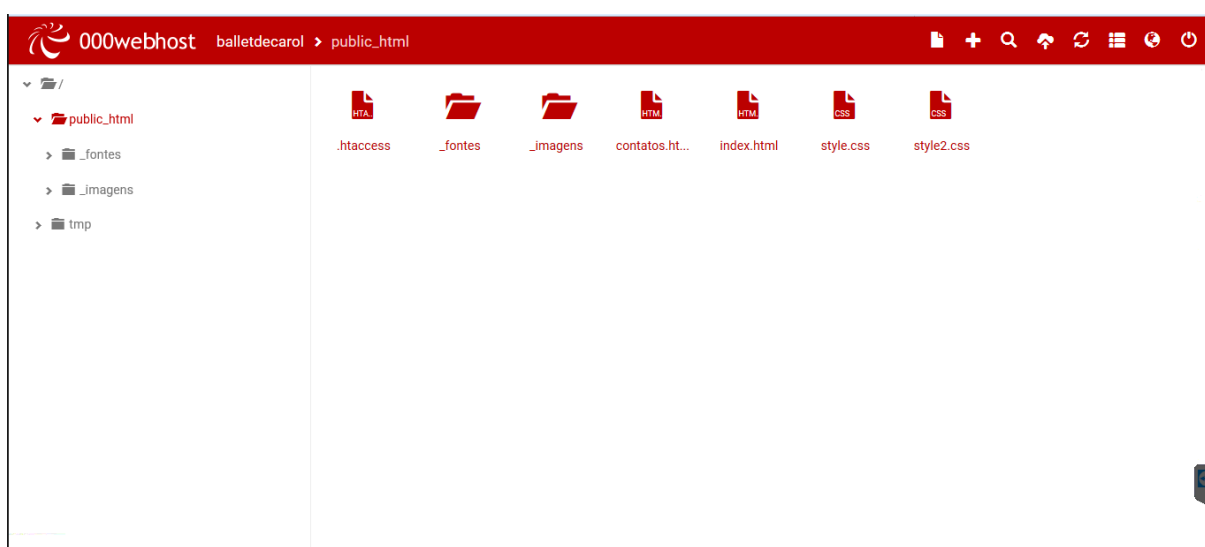 000webhost balletdecarol > public_html
/
public_html
_fontes
_imagens
tmp
HTA..
HTM.
HTM.
CSS
CSS
.htaccess
_fontes
_imagens
contatos.ht...
index.html
style.css
style2.css